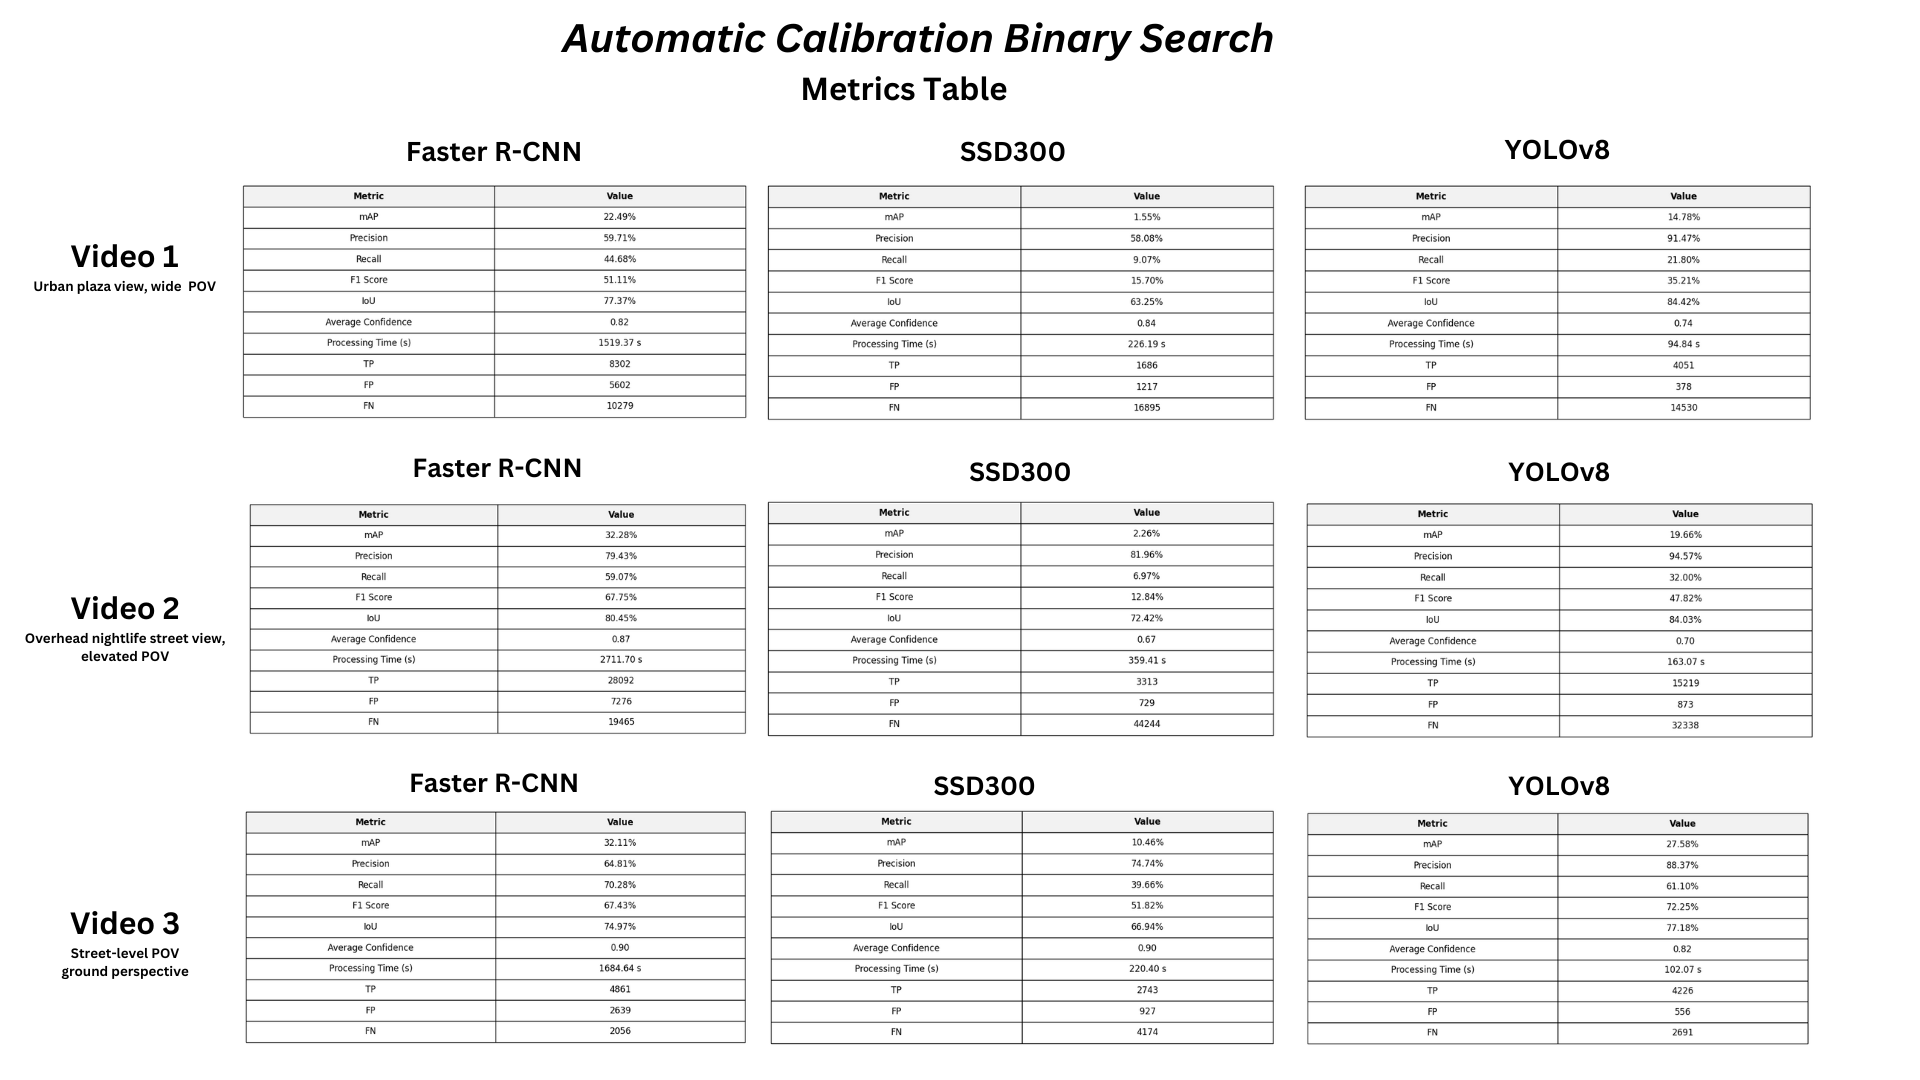 Automatic Calibration Binary Search
Metrics Table
Faster R-CNN SSD300 YOLOv8
Video 1
Urban plaza view, wide POV
Metric Value Metric Value Metric Value
mAP 22.49% mAP 1.55% mAP 14.78%
Precision 59.71% Precision 58.08% Precision 91.47%
Recall 44.68% Recall 9.07% Recall 21.80%
F1 Score 51.11% F1 Score 15.70% F1 Score 35.21%
IoU 77.37% IoU 63.25% IoU 84.42%
Average Confidence 0.82 Average Confidence 0.84 Average Confidence 0.74
Processing Time (s) 1519.37 s Processing Time (s) 226.19 s Processing Time (s) 94.84 s
TP 8302 TP 1686 TP 4051
FP 5602 FP 1217 FP 378
FN 10279 FN 16895 FN 14530
Faster R-CNN SSD300 YOLOv8
Video 2
Overhead nightlife street view,
elevated POV
Metric Value Metric Value Metric Value
mAP 32.28% mAP 2.26% mAP 19.66%
Precision 79.43% Precision 81.96% Precision 94.57%
Recall 59.07% Recall 6.97% Recall 32.00%
F1 Score 67.75% F1 Score 12.84% F1 Score 47.82%
IoU 80.45% IoU 72.42% IoU 84.03%
Average Confidence 0.87 Average Confidence 0.67 Average Confidence 0.70
Processing Time (s) 2711.70 s Processing Time (s) 359.41 s Processing Time (s) 163.07 s
TP 28092 TP 3313 TP 15219
FP 7276 FP 729 FP 873
FN 19465 FN 44244 FN 32338
Faster R-CNN SSD300 YOLOv8
Video 3
Street-level POV
ground perspective
Metric Value Metric Value Metric Value
mAP 32.11% mAP 10.46% mAP 27.58%
Precision 64.81% Precision 74.74% Precision 88.37%
Recall 70.28% Recall 39.66% Recall 61.10%
F1 Score 67.43% F1 Score 51.82% F1 Score 72.25%
IoU 74.97% IoU 66.94% IoU 77.18%
Average Confidence 0.90 Average Confidence 0.90 Average Confidence 0.82
Processing Time (s) 1684.64 s Processing Time (s) 220.40 s Processing Time (s) 102.07 s
TP 4861 TP 2743 TP 4226
FP 2639 FP 927 FP 556
FN 2056 FN 4174 FN 2691